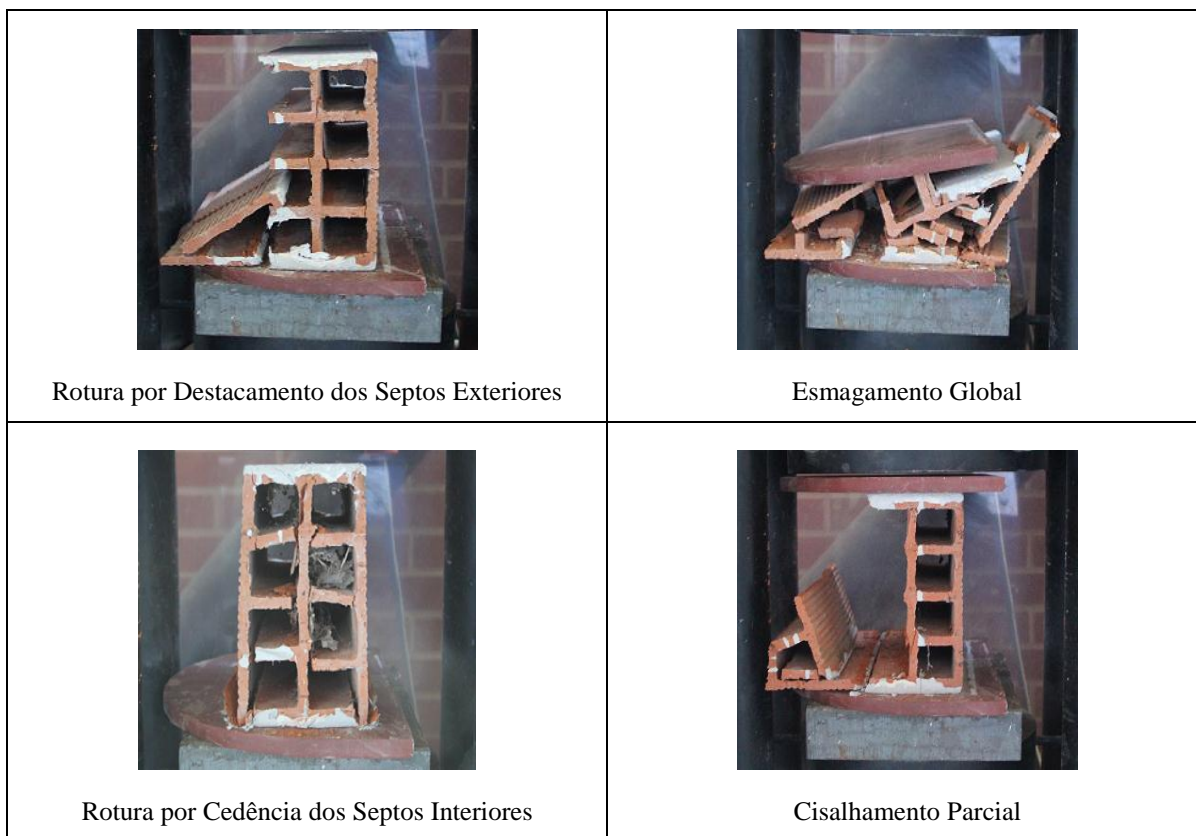 Rotura por Destacamento dos Septos Exteriores
Esmagamento Global
Rotura por Cedência dos Septos Interiores
Cisalhamento Parcial